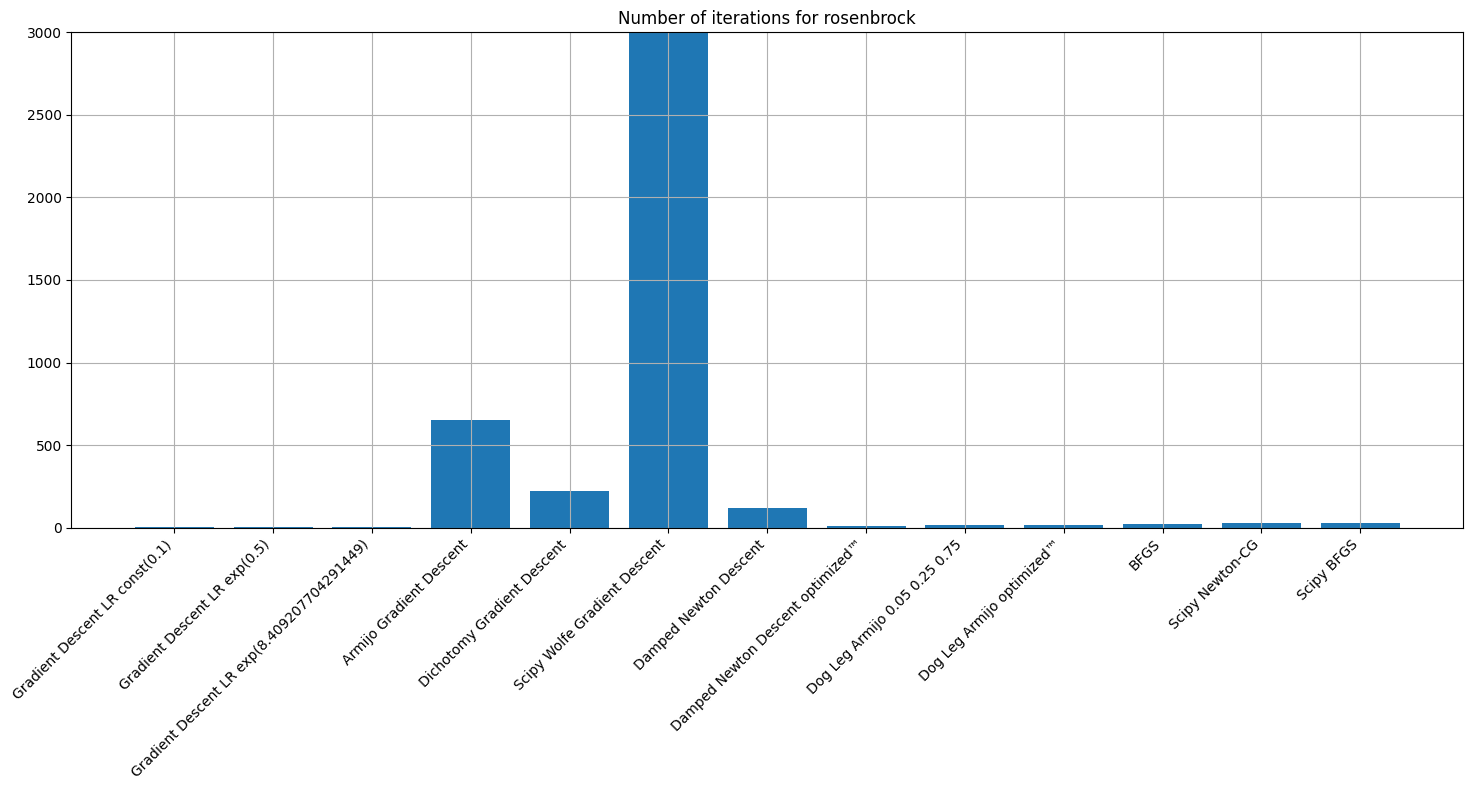 Number of iterations for rosenbrock
3000
2500
2000
1500
1000
500
0
Gradient Descent LR const(0.1)
Gradient Descent LR exp(0.5)
Gradient Descent LR exp(8.409207704291449)
Armijo Gradient Descent
Dichotomy Gradient Descent
Scipy Wolfe Gradient Descent
Damped Newton Descent
Damped Newton Descent optimized™
Dog Leg Armijo 0.05 0.25 0.75
Dog Leg Armijo optimized™
BFGS
Scipy Newton-CG
Scipy BFGS